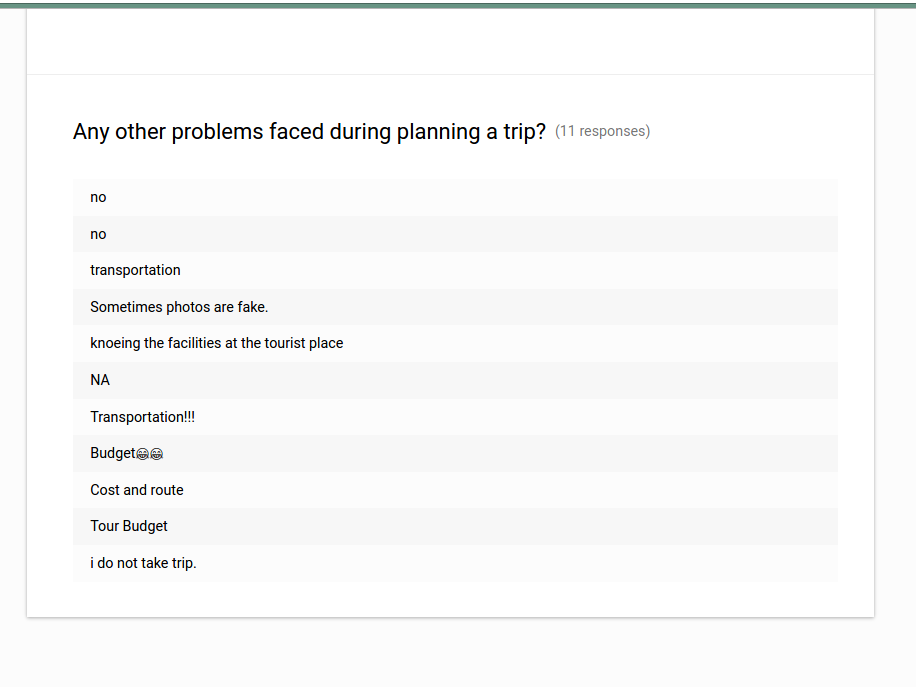 Any other problems faced during planning a trip? (11 responses)
no
no
transportation
Sometimes photos are fake.
knoeing the facilities at the tourist place
NA
Transportation!!!
Budget😂😂
Cost and route
Tour Budget
i do not take trip.